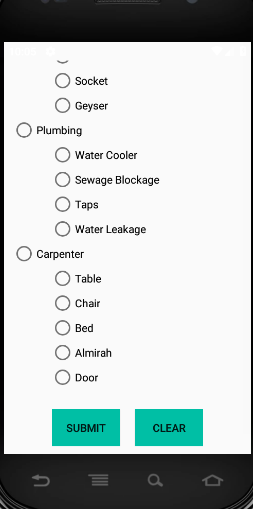 Socket
Geyser
Plumbing
Water Cooler
Sewage Blockage
Taps
Water Leakage
Carpenter
Table
Chair
Bed
Almirah
Door
SUBMIT
CLEAR